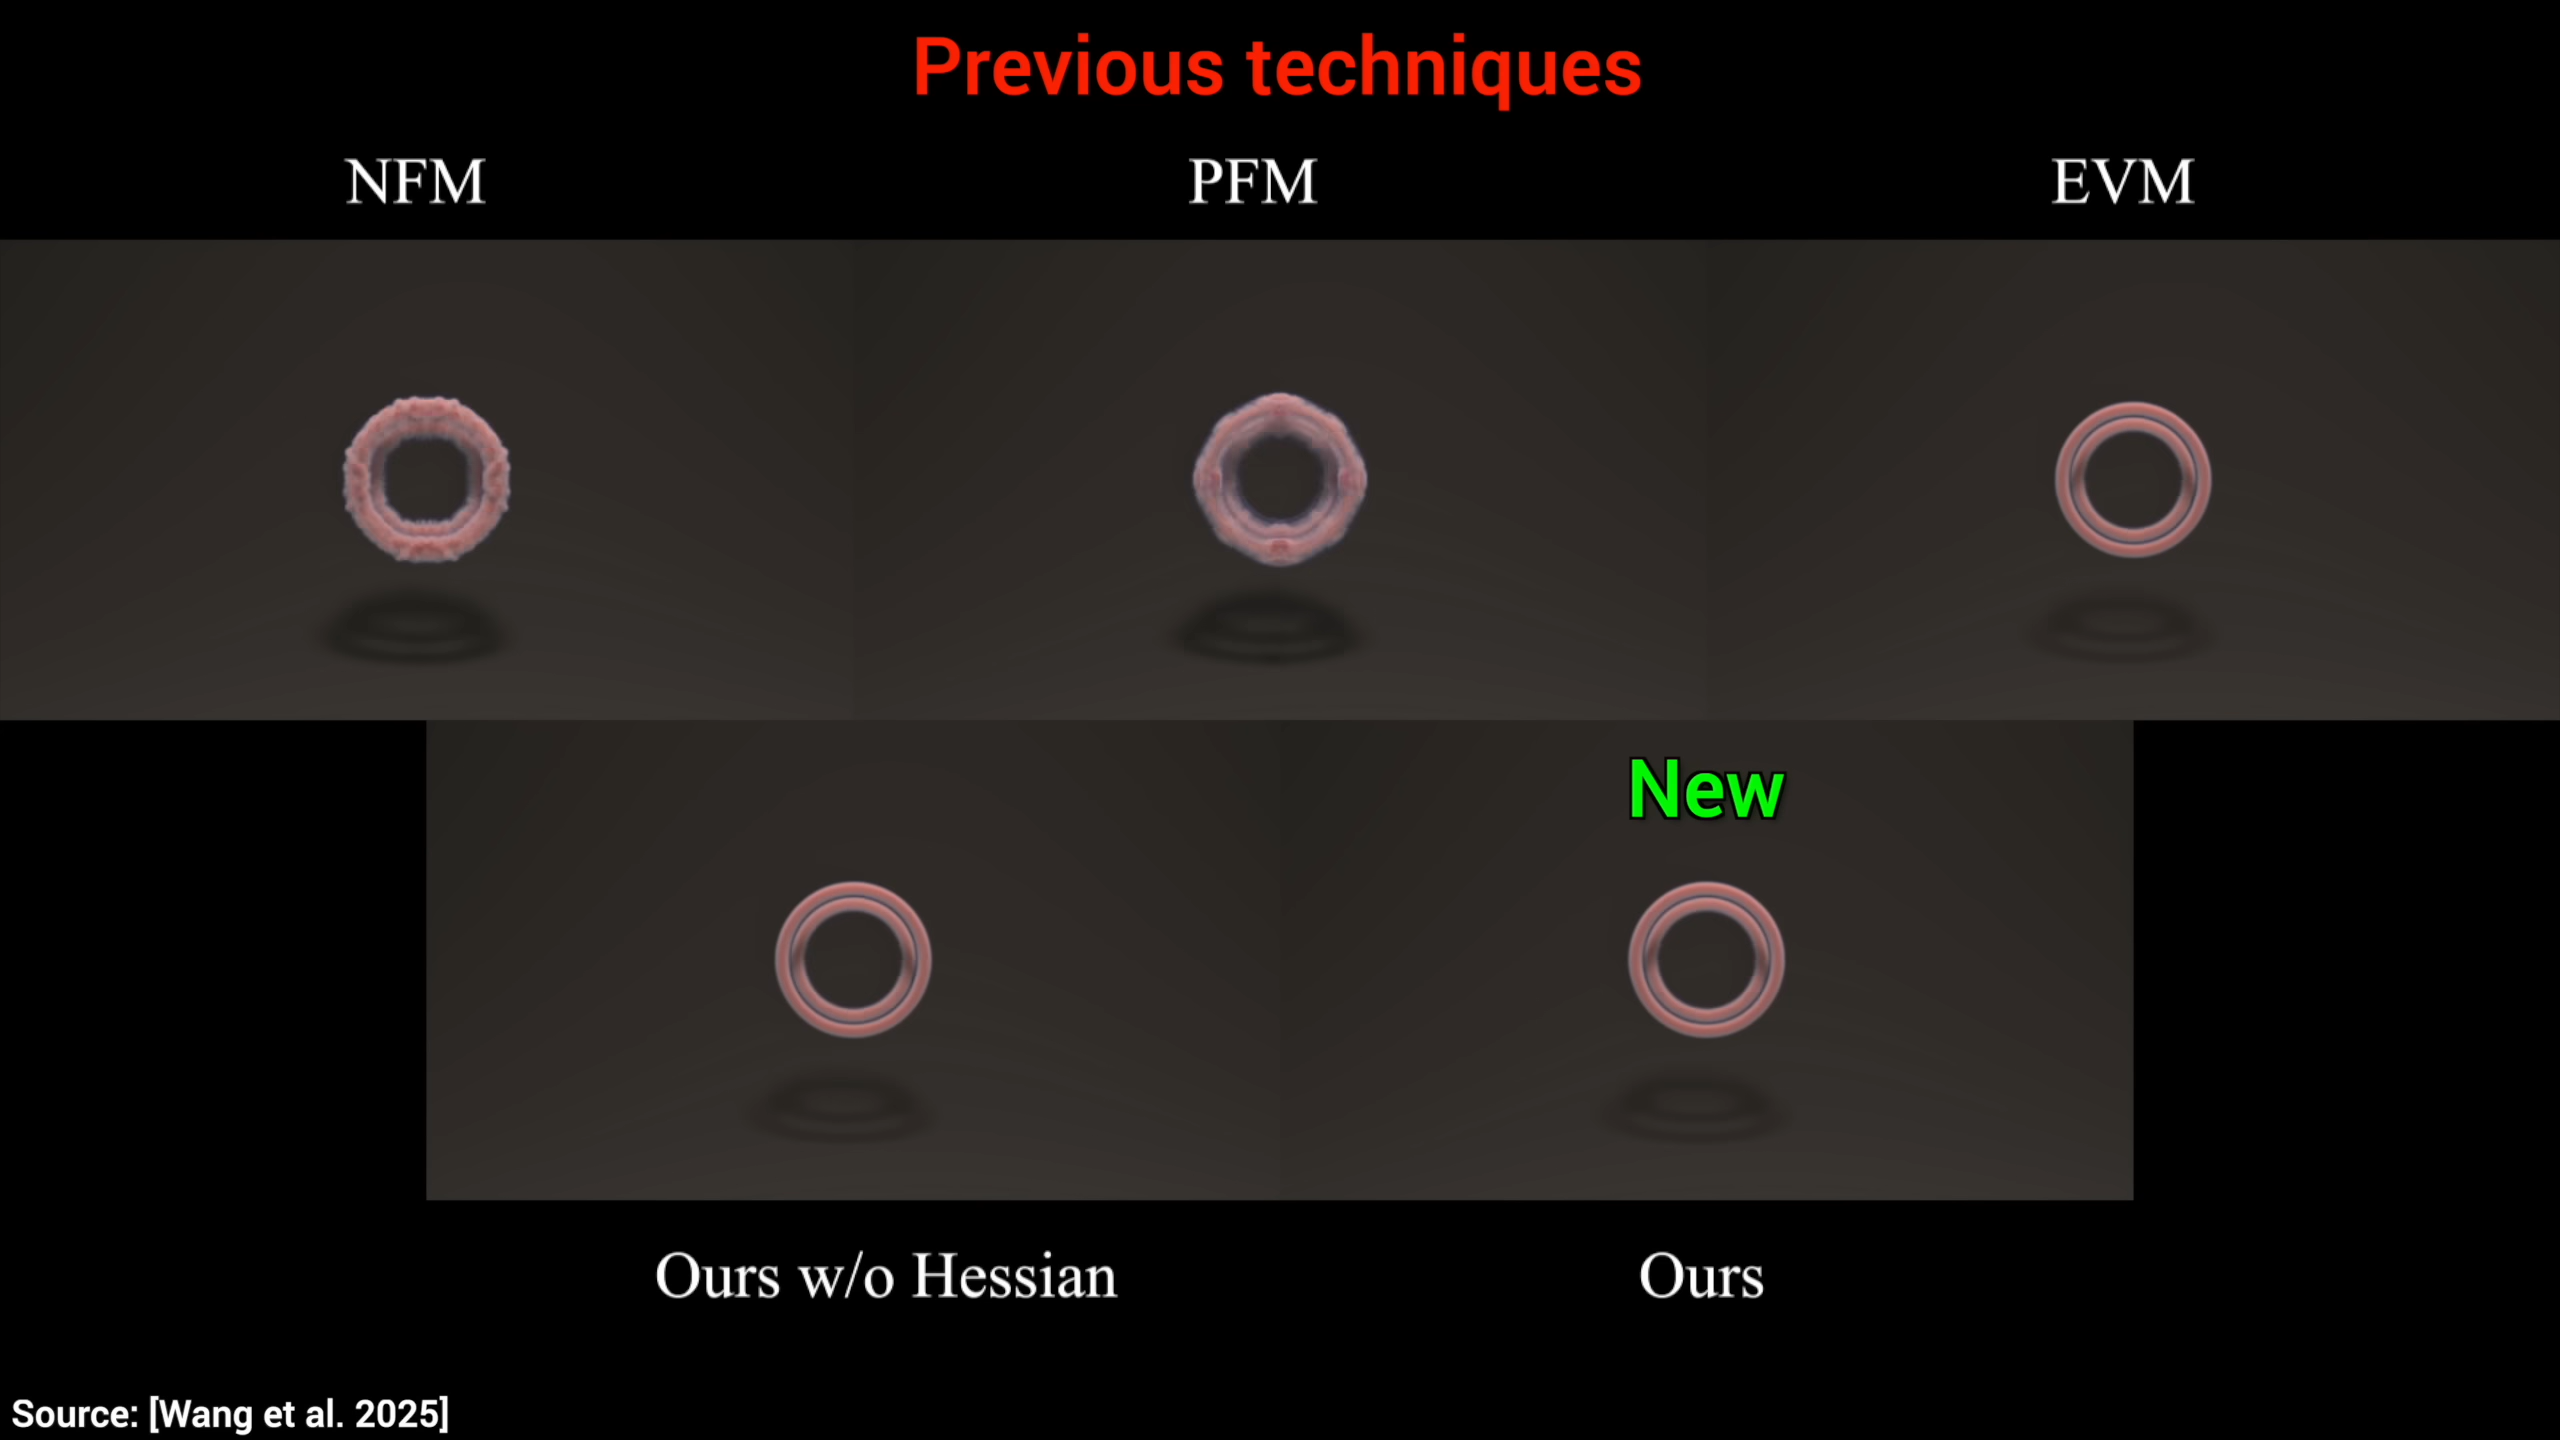 Previous techniques
NFM
PFM
EVM
New
Ours w/o Hessian
Ours
Source: [Wang et al. 2025]